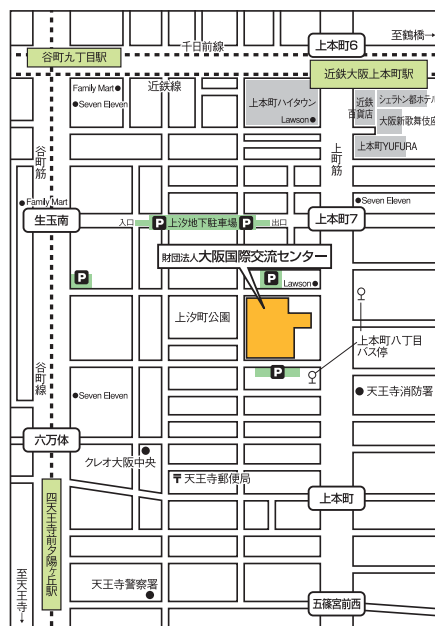 至鶴橋→
千日前線
上本町6
谷町九丁目駅
近鉄大阪上本町駅
Family Mart
近鉄線
Seven Eleven
上本町ハイタウン
Lawson
近鉄
百貨店
シェラトン都ホテル
大阪新歌舞伎座
上本町YUFURA
谷町筋
上町筋
Family Mart
Seven Eleven
生玉南
入口
P
上汐地下駐車場
P
出口
上本町7
財団法人大阪国際交流センター
P
P
Lawson
上汐町公園
上本町八丁目
バス停
谷町線
P
Seven Eleven
天王寺消防署
六万体
クレオ大阪中央
〒天王寺郵便局
上本町
四天王寺前夕陽ヶ丘駅
至天王寺→
天王寺警察署
五篠宮前西